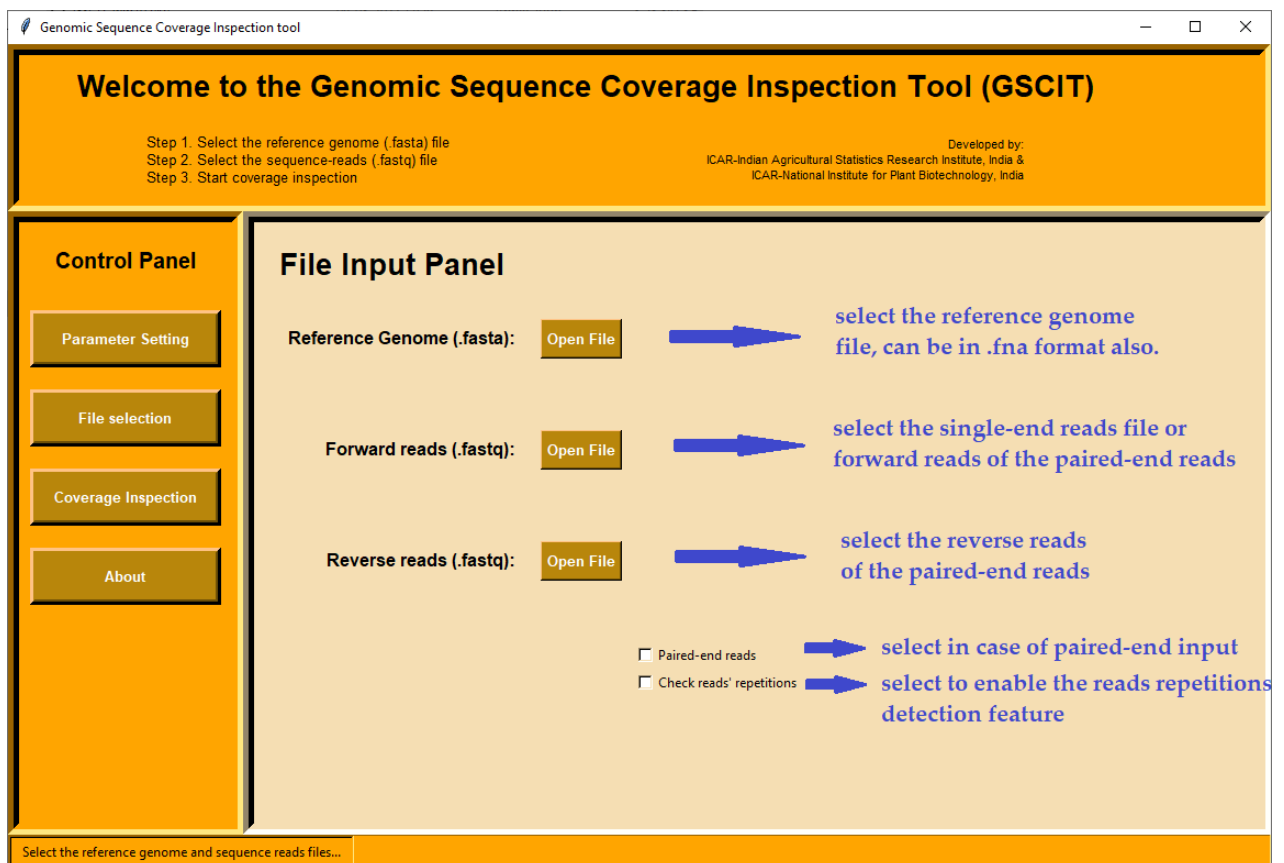 Genomic Sequence Coverage Inspection tool
Welcome to the Genomic Sequence Coverage Inspection Tool (GSCIT)
Step 1. Select the reference genome (.fasta) file
Step 2. Select the sequence-reads (.fastq) file
Step 3. Start coverage inspection
Developed by:
ICAR-Indian Agricultural Statistics Research Institute, India &
ICAR-National Institute for Plant Biotechnology, India
Control Panel
Parameter Setting
File selection
Coverage Inspection
About
File Input Panel
Reference Genome (.fasta):
Open File
select the reference genome
file, can be in .fna format also.
Forward reads (.fastq):
Open File
select the single-end reads file or
forward reads of the paired-end reads
Reverse reads (.fastq):
Open File
select the reverse reads
of the paired-end reads
Paired-end reads
select in case of paired-end input
Check reads' repetitions
select to enable the reads repetitions
detection feature
Select the reference genome and sequence reads files...